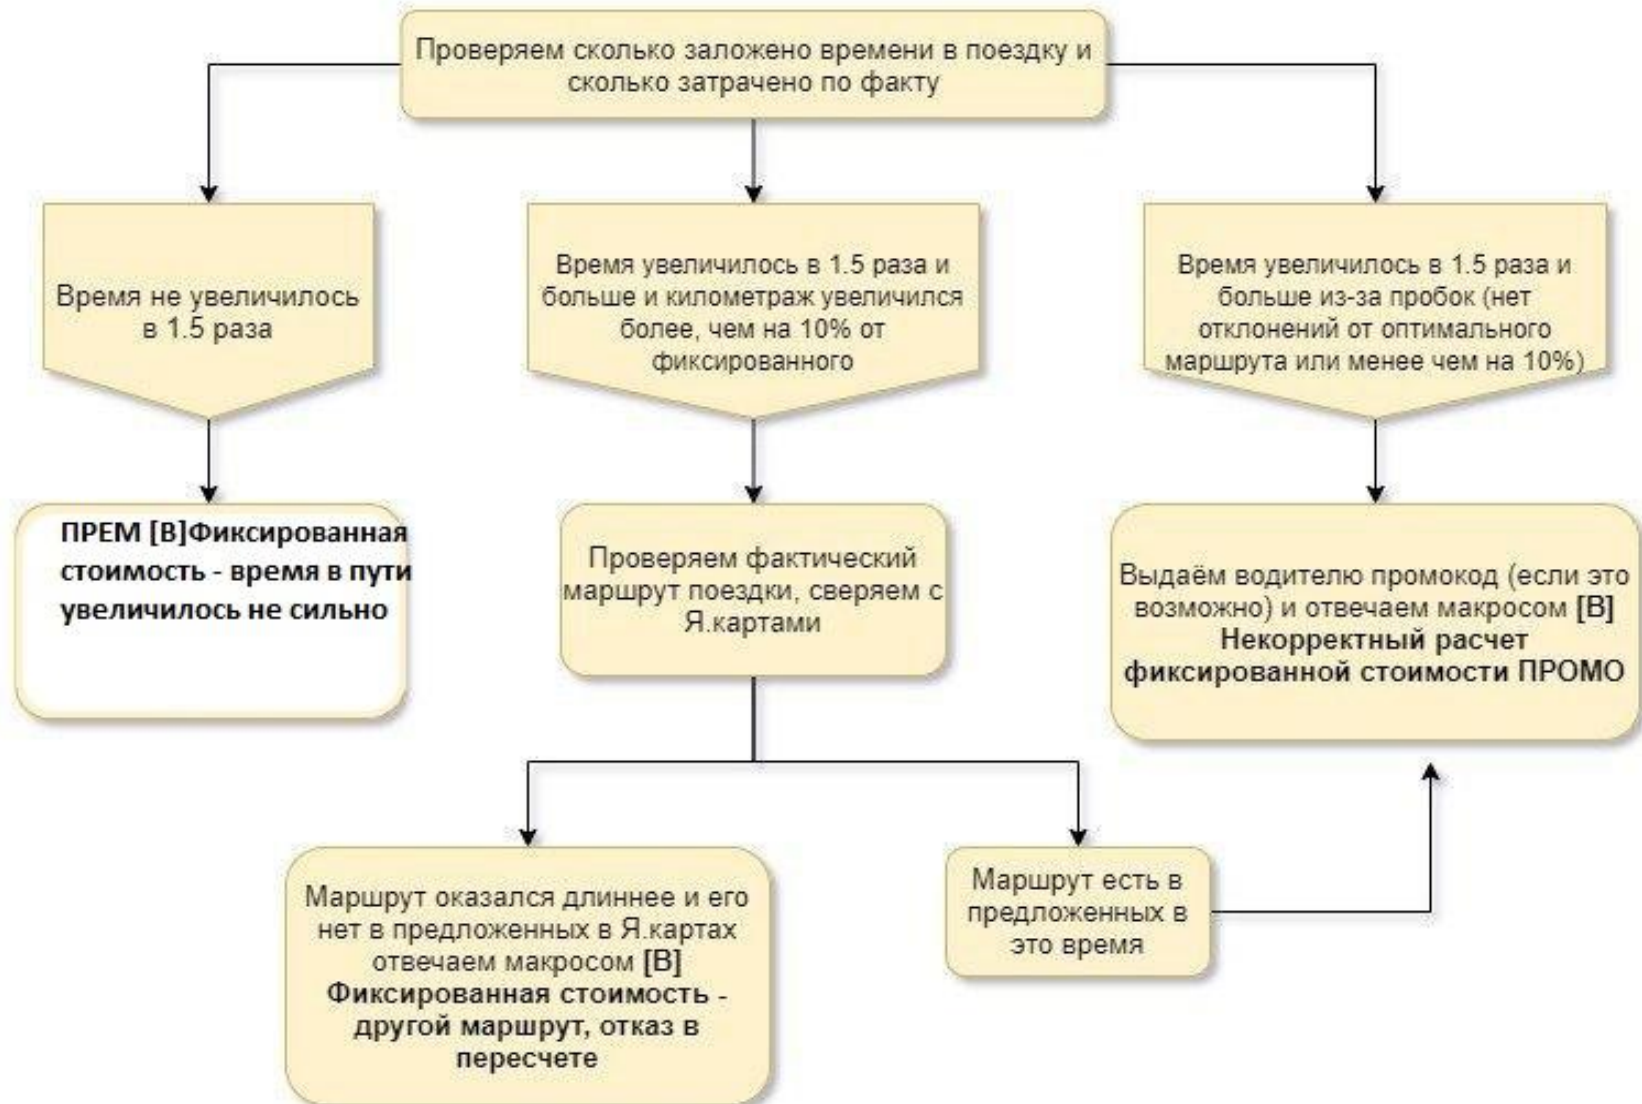 Проверяем сколько заложено времени в поездку и
сколько затрачено по факту
Время не увеличилось
в 1.5 раза
Время увеличилось в 1.5 раза и
больше и километраж увеличился
более, чем на 10% от
фиксированного
Время увеличилось в 1.5 раза и
больше из-за пробок (нет
отклонений от оптимального
маршрута или менее чем на 10%)
ПРЕМ [В]Фиксированная
стоимость - время в пути
увеличилось не сильно
Проверяем фактический
маршрут поездки, сверяем с
Я.картами
Выдаём водителю промокод (если это
возможно) и отвечаем макросом [В]
Некорректный расчет
фиксированной стоимости ПРОМО
Маршрут оказался длиннее и его
нет в предложенных в Я.картах
отвечаем макросом [В]
Фиксированная стоимость -
другой маршрут, отказ в
пересчете
Маршрут есть в
предложенных в
это время